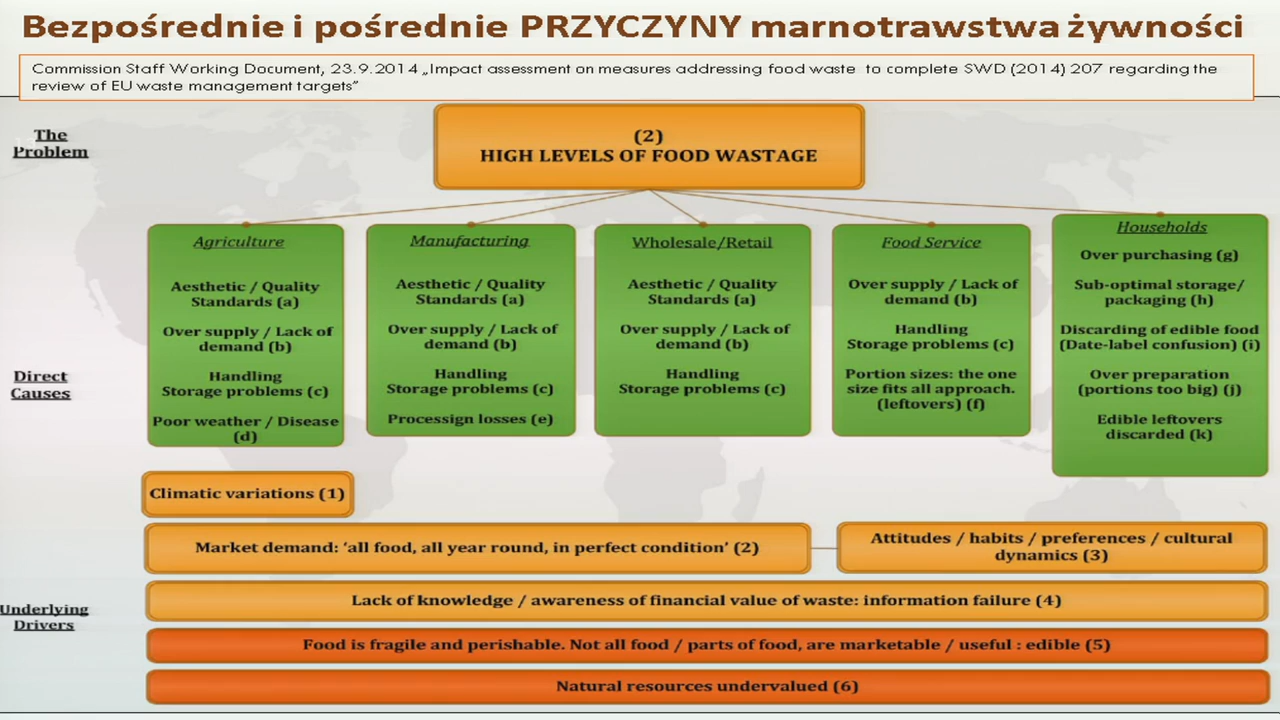 Bezpośrednie i pośrednie PRZYCZYNY marnotrawstwa żywności
Commission Staff Working Document, 23.9.2014 „Impact assessment on measures addressing food waste to complete SWD (2014) 207 regarding the
review of EU waste management targets”
The
Problem
(2)
HIGH LEVELS OF FOOD WASTAGE
Direct
Causes
Agriculture
Aesthetic / Quality
Standards (a)
Over supply / Lack of
demand (b)
Handling
Storage problems (c)
Poor weather / Disease
(d)
Manufacturing
Aesthetic / Quality
Standards (a)
Over supply / Lack of
demand (b)
Handling
Storage problems (c)
Processign losses (e)
Wholesale/Retail
Aesthetic / Quality
Standards (a)
Over supply / Lack of
demand (b)
Handling
Storage problems (c)
Food Service
Over supply / Lack of
demand (b)
Handling
Storage problems (c)
Portion sizes: the one
size fits all approach.
(leftovers) (f)
Households
Over purchasing (g)
Sub-optimal storage/
packaging (h)
Discarding of edible food
(Date-label confusion) (i)
Over preparation
(portions too big) (j)
Edible leftovers
discarded (k)
Underlying
Drivers
Climatic variations (1)
Market demand: ‘all food, all year round, in perfect condition’ (2)
Attitudes / habits / preferences / cultural
dynamics (3)
Lack of knowledge / awareness of financial value of waste: information failure (4)
Food is fragile and perishable. Not all food / parts of food, are marketable / useful : edible (5)
Natural resources undervalued (6)